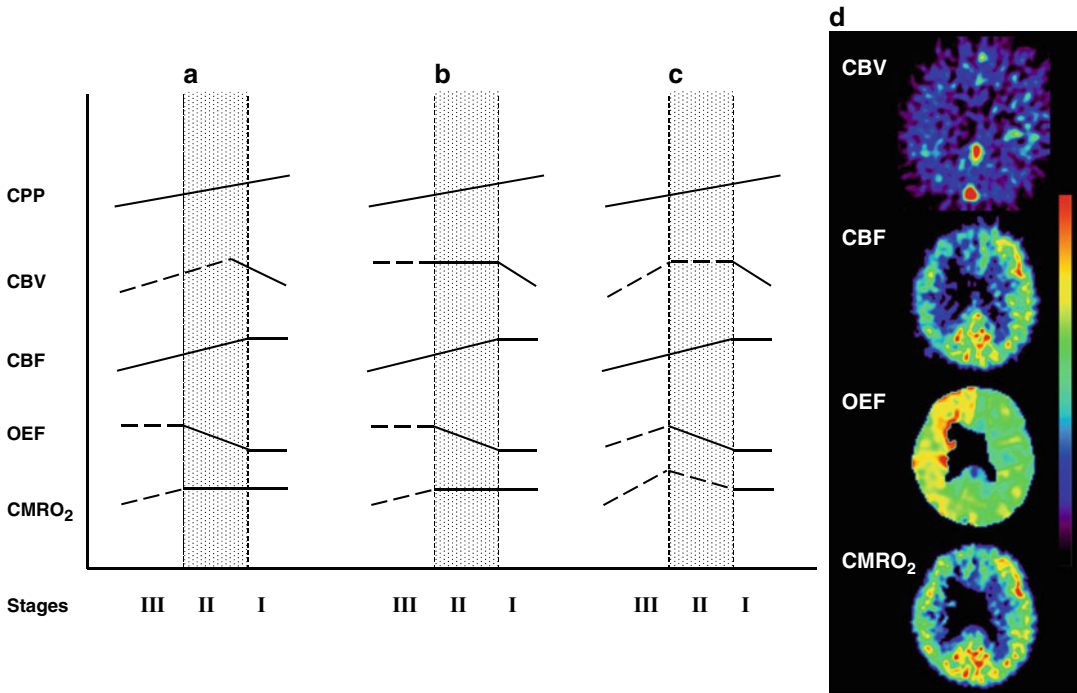 a
b
c
d
CPP
CBV
CBF
OEF
CMRO2
Stages III II I III II I III II I
CBV
CBF
OEF
CMRO2